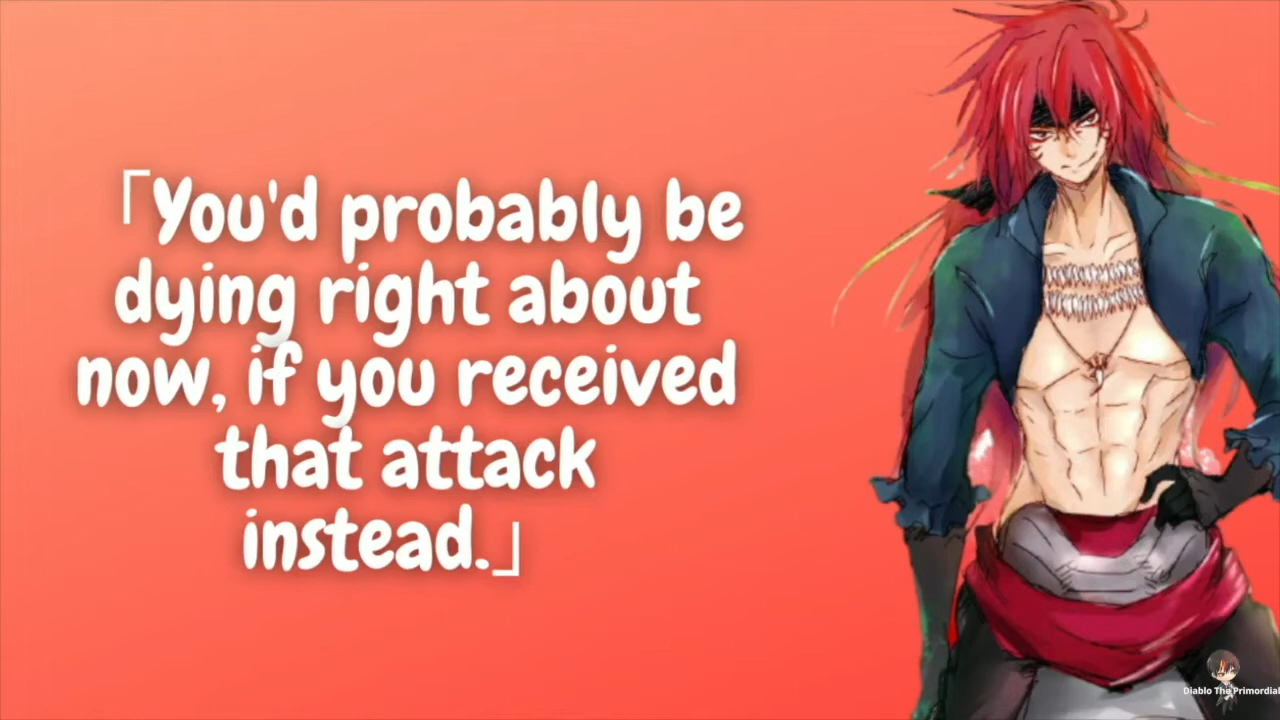 「You'd probably be
dying right about
now, if you received
that attack
instead.」
Diablo The Primordial